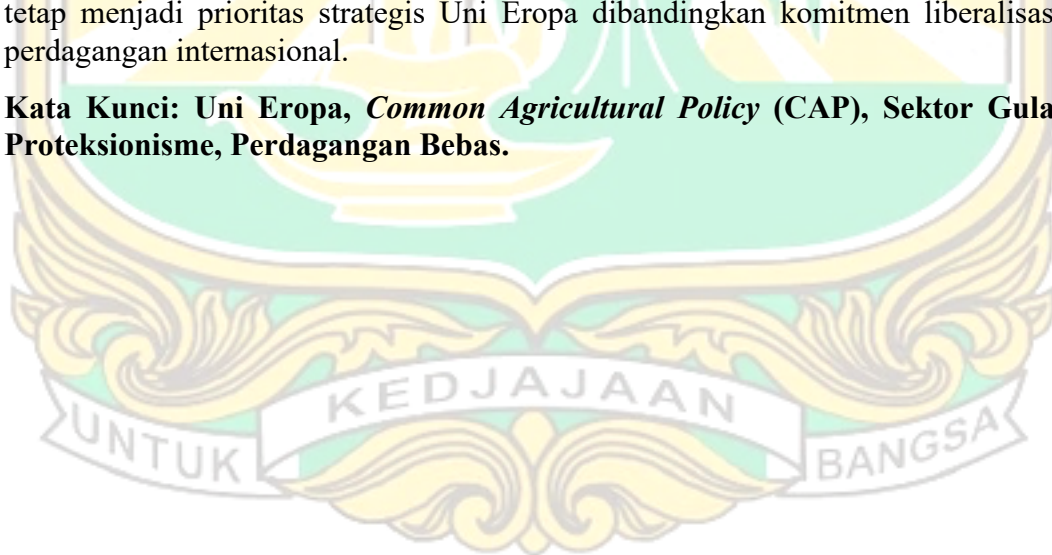 tetap menjadi prioritas strategis Uni Eropa dibandingkan komitmen liberalisas
perdagangan internasional.
Kata Kunci: Uni Eropa, Common Agricultural Policy (CAP), Sektor Gula
Proteksionisme, Perdagangan Bebas.
UNTUK KEDJAJAAN BANGSA